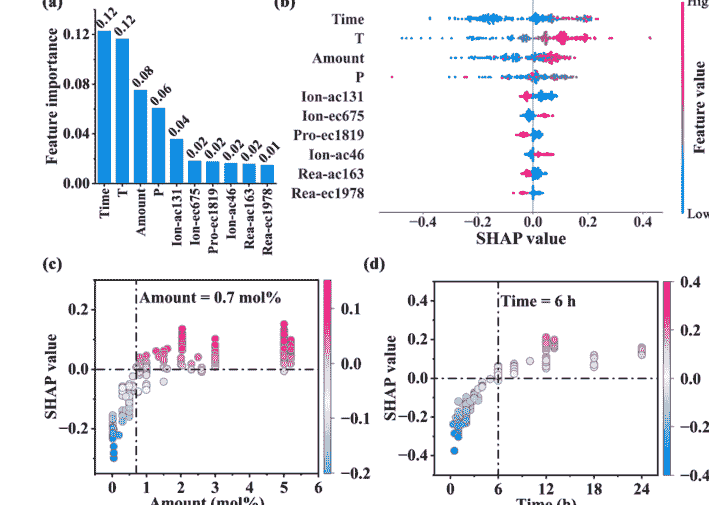 (a)
Feature importance
0.12
0.08
0.04
0.00
0.12
0.12
0.08
0.06
0.04
0.02
0.02
0.02
0.02
0.01
Time
T
Amount
P
Ion-ac131
Ion-ec675
Pro-ec1819
Ion-ac46
Rea-ac163
Rea-ec1978
(b)
Time
T
Amount
P
Ion-ac131
Ion-ec675
Pro-ec1819
Ion-ac46
Rea-ac163
Rea-ec1978
−0.4 −0.2 0.0 0.2 0.4
SHAP value
Feature value
Low
(c)
SHAP value
0.2
0.0
−0.2
Amount = 0.7 mol%
0 1 2 3 4 5 6
Amount (mol%)
0.1
0.0
−0.1
−0.2
(d)
SHAP value
0.4
0.2
0.0
−0.2
−0.4
Time = 6 h
0 6 12 18 24
Time (h)
0.4
0.2
0.0
−0.2
−0.4